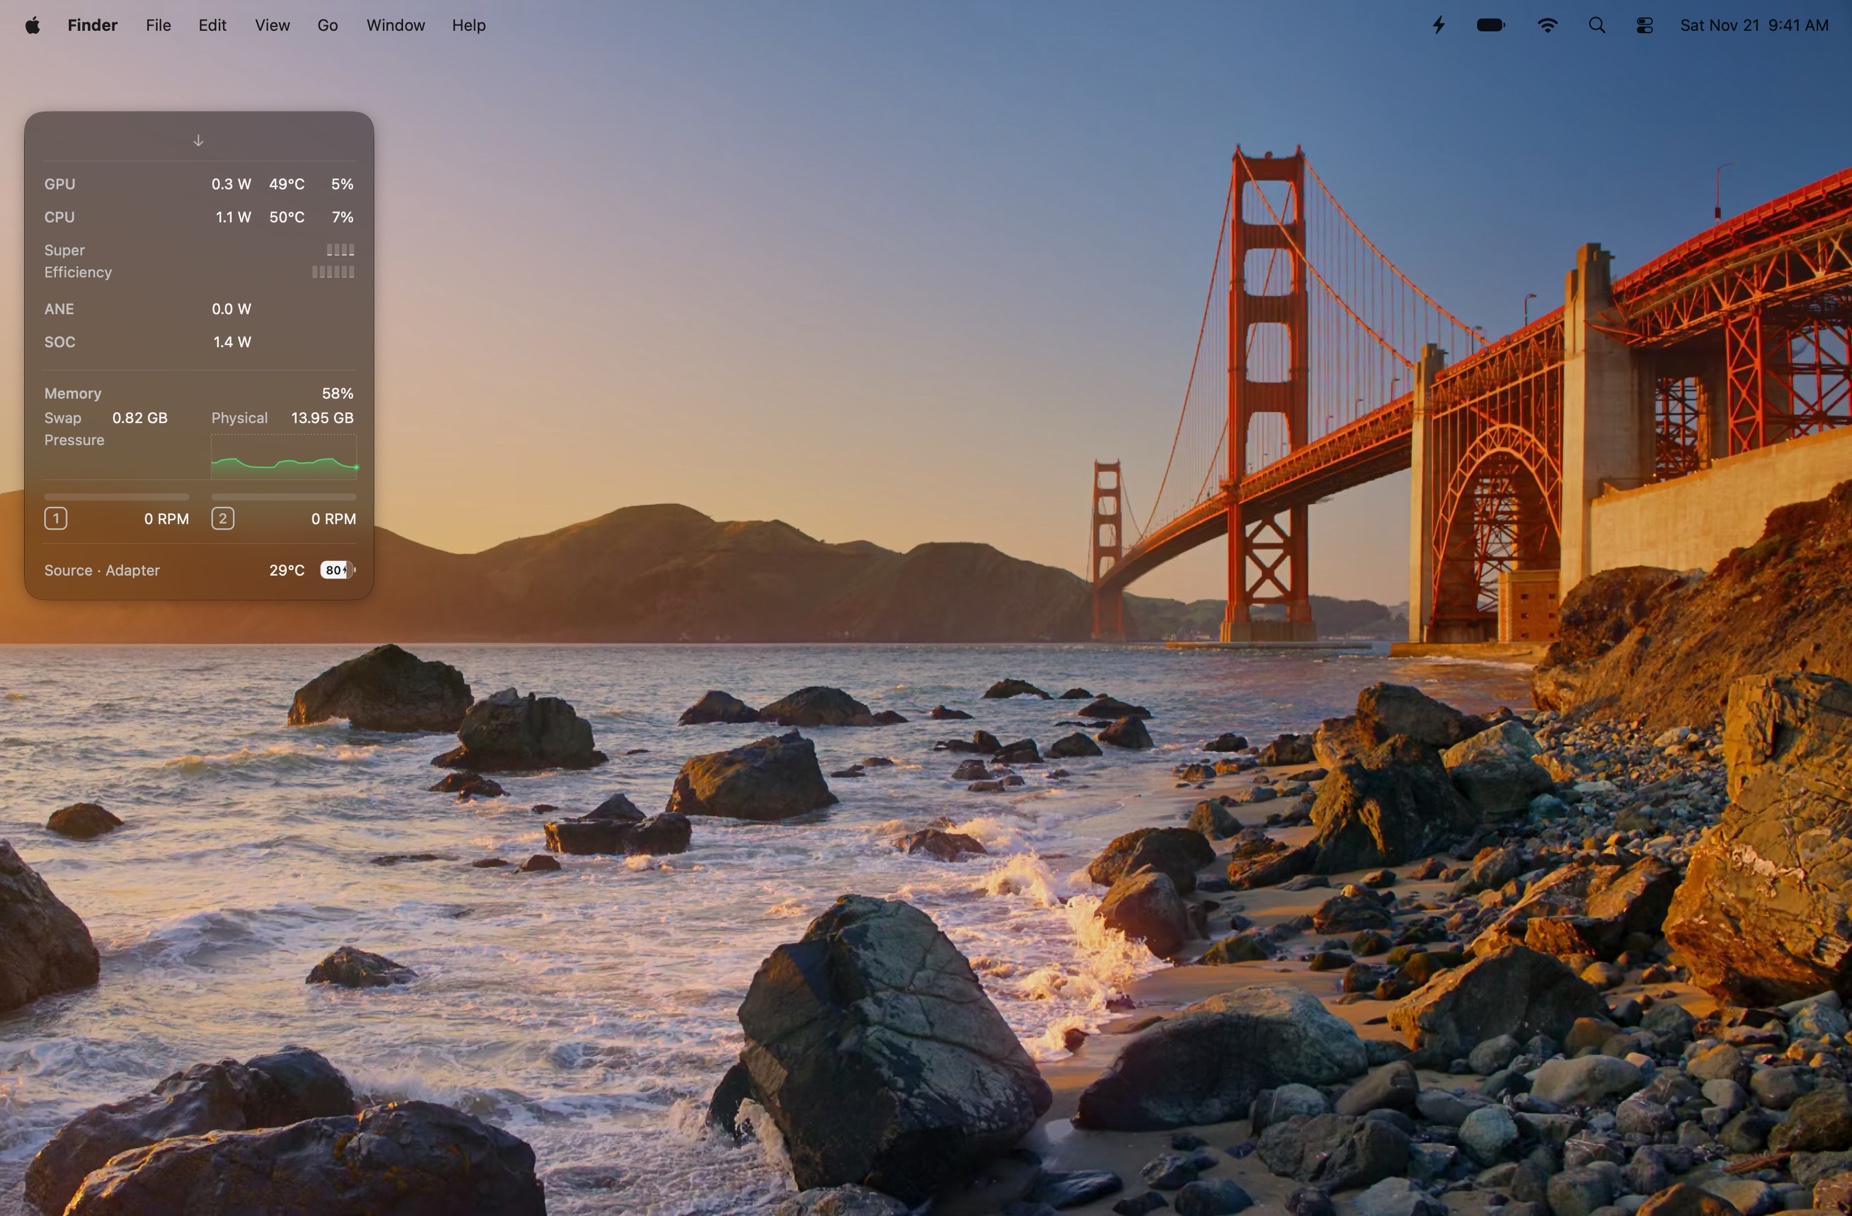 Finder File Edit View Go Window Help Sat Nov 21 9:41 AM
GPU 0.3 W 49°C 5%
CPU 1.1 W 50°C 7%
Super
Efficiency
ANE 0.0 W
SOC 1.4 W
Memory 58%
Swap 0.82 GB Physical 13.95 GB
Pressure
1 0 RPM 2 0 RPM
Source · Adapter 29°C 80